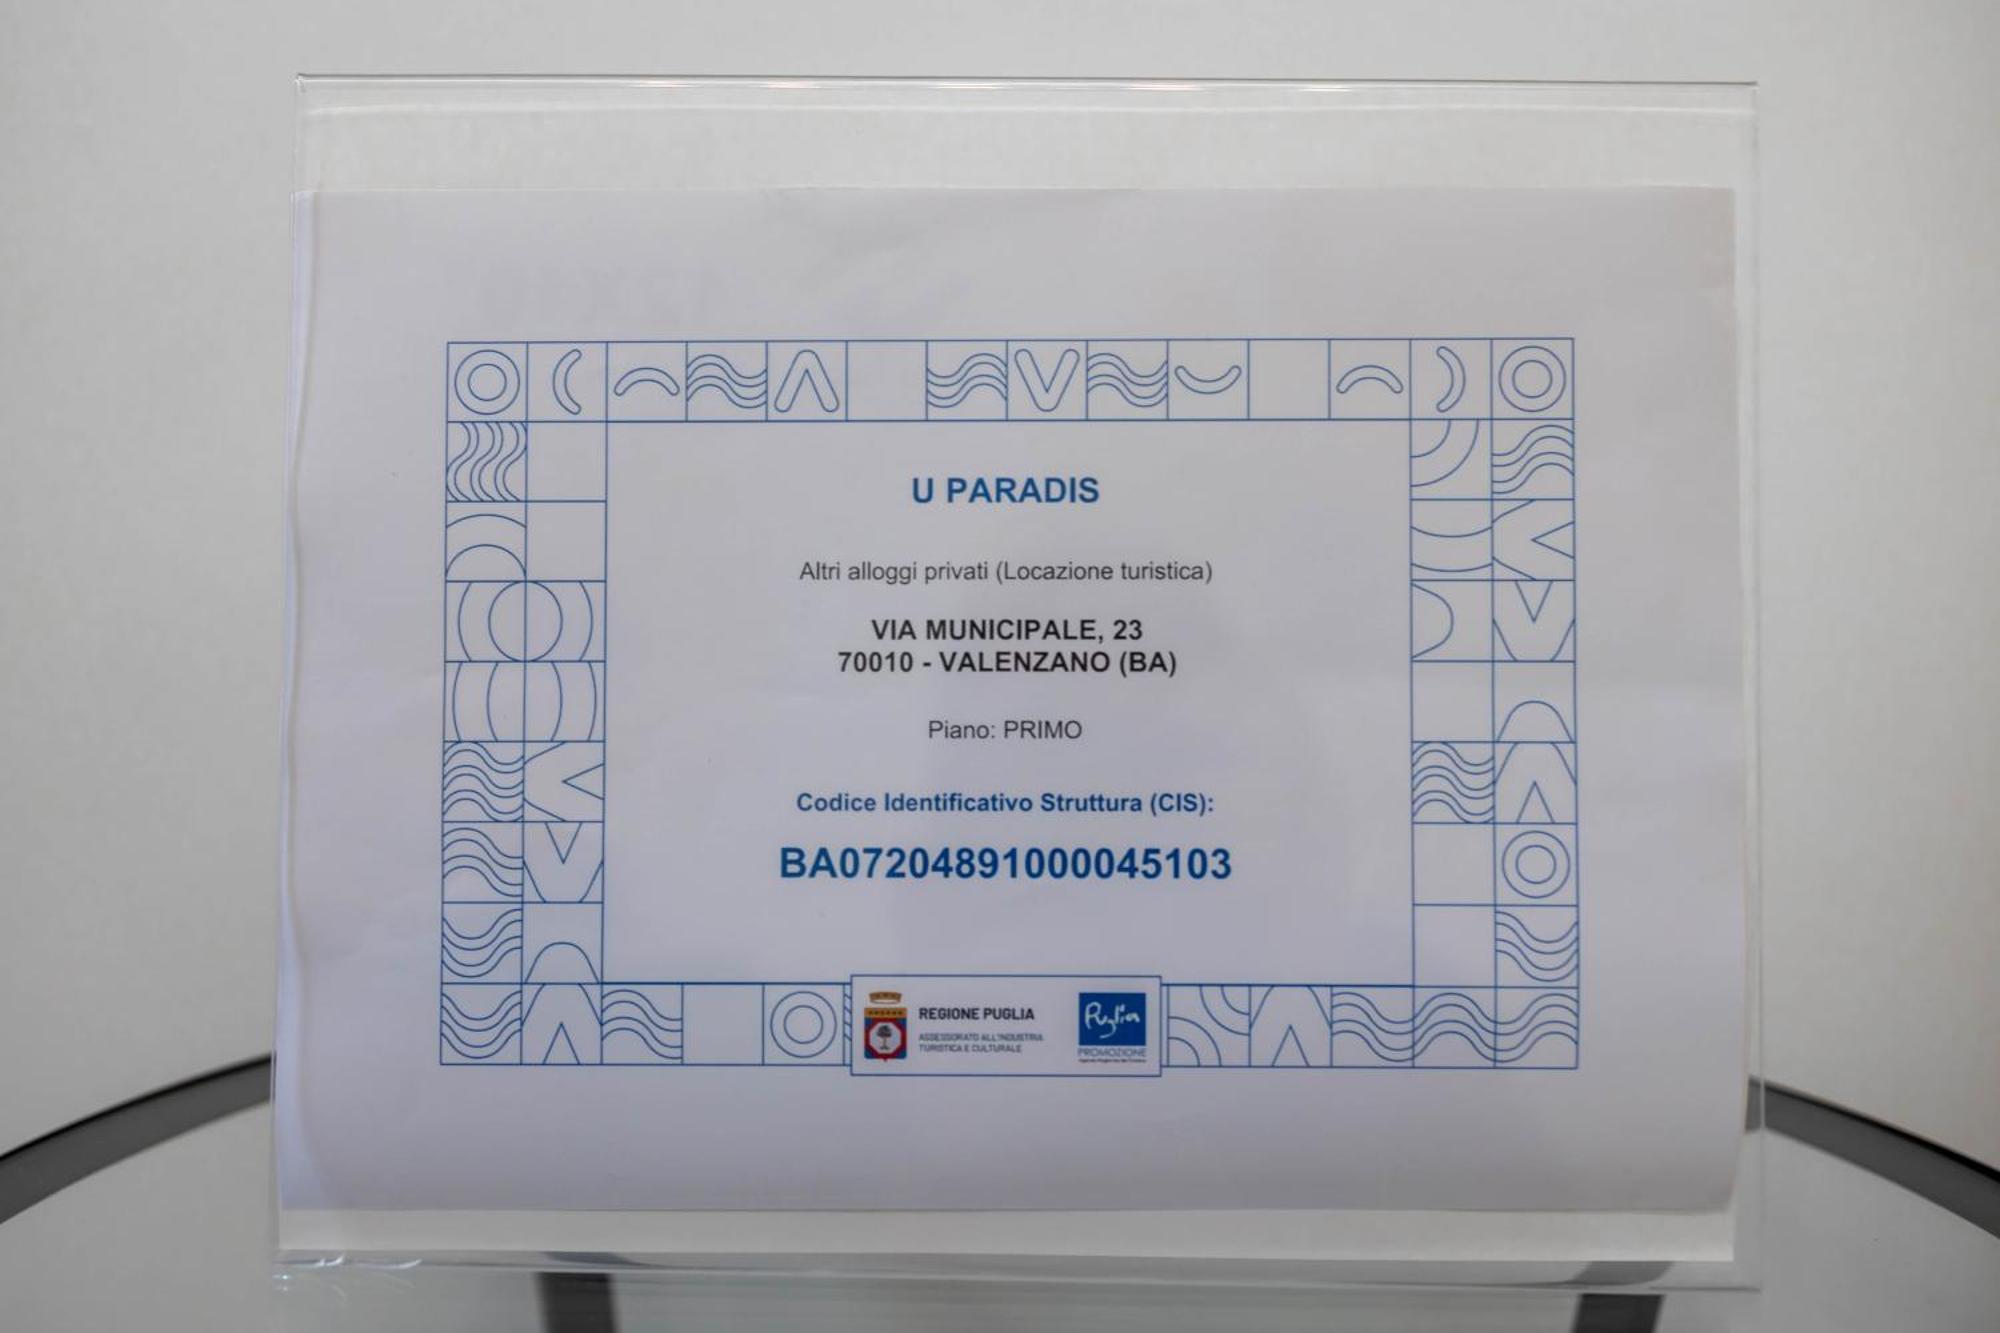 U PARADIS
Altri alloggi privati (Locazione turistica)
VIA MUNICIPALE, 23
70010 - VALENZANO (BA)
Piano: PRIMO
Codice Identificativo Struttura (CIS):
BA07204891000045103
REGIONE PUGLIA
ASSESSORATO ALL'INDUSTRIA
TURISTICA E CULTURALE
Puglia
PROMOZIONE